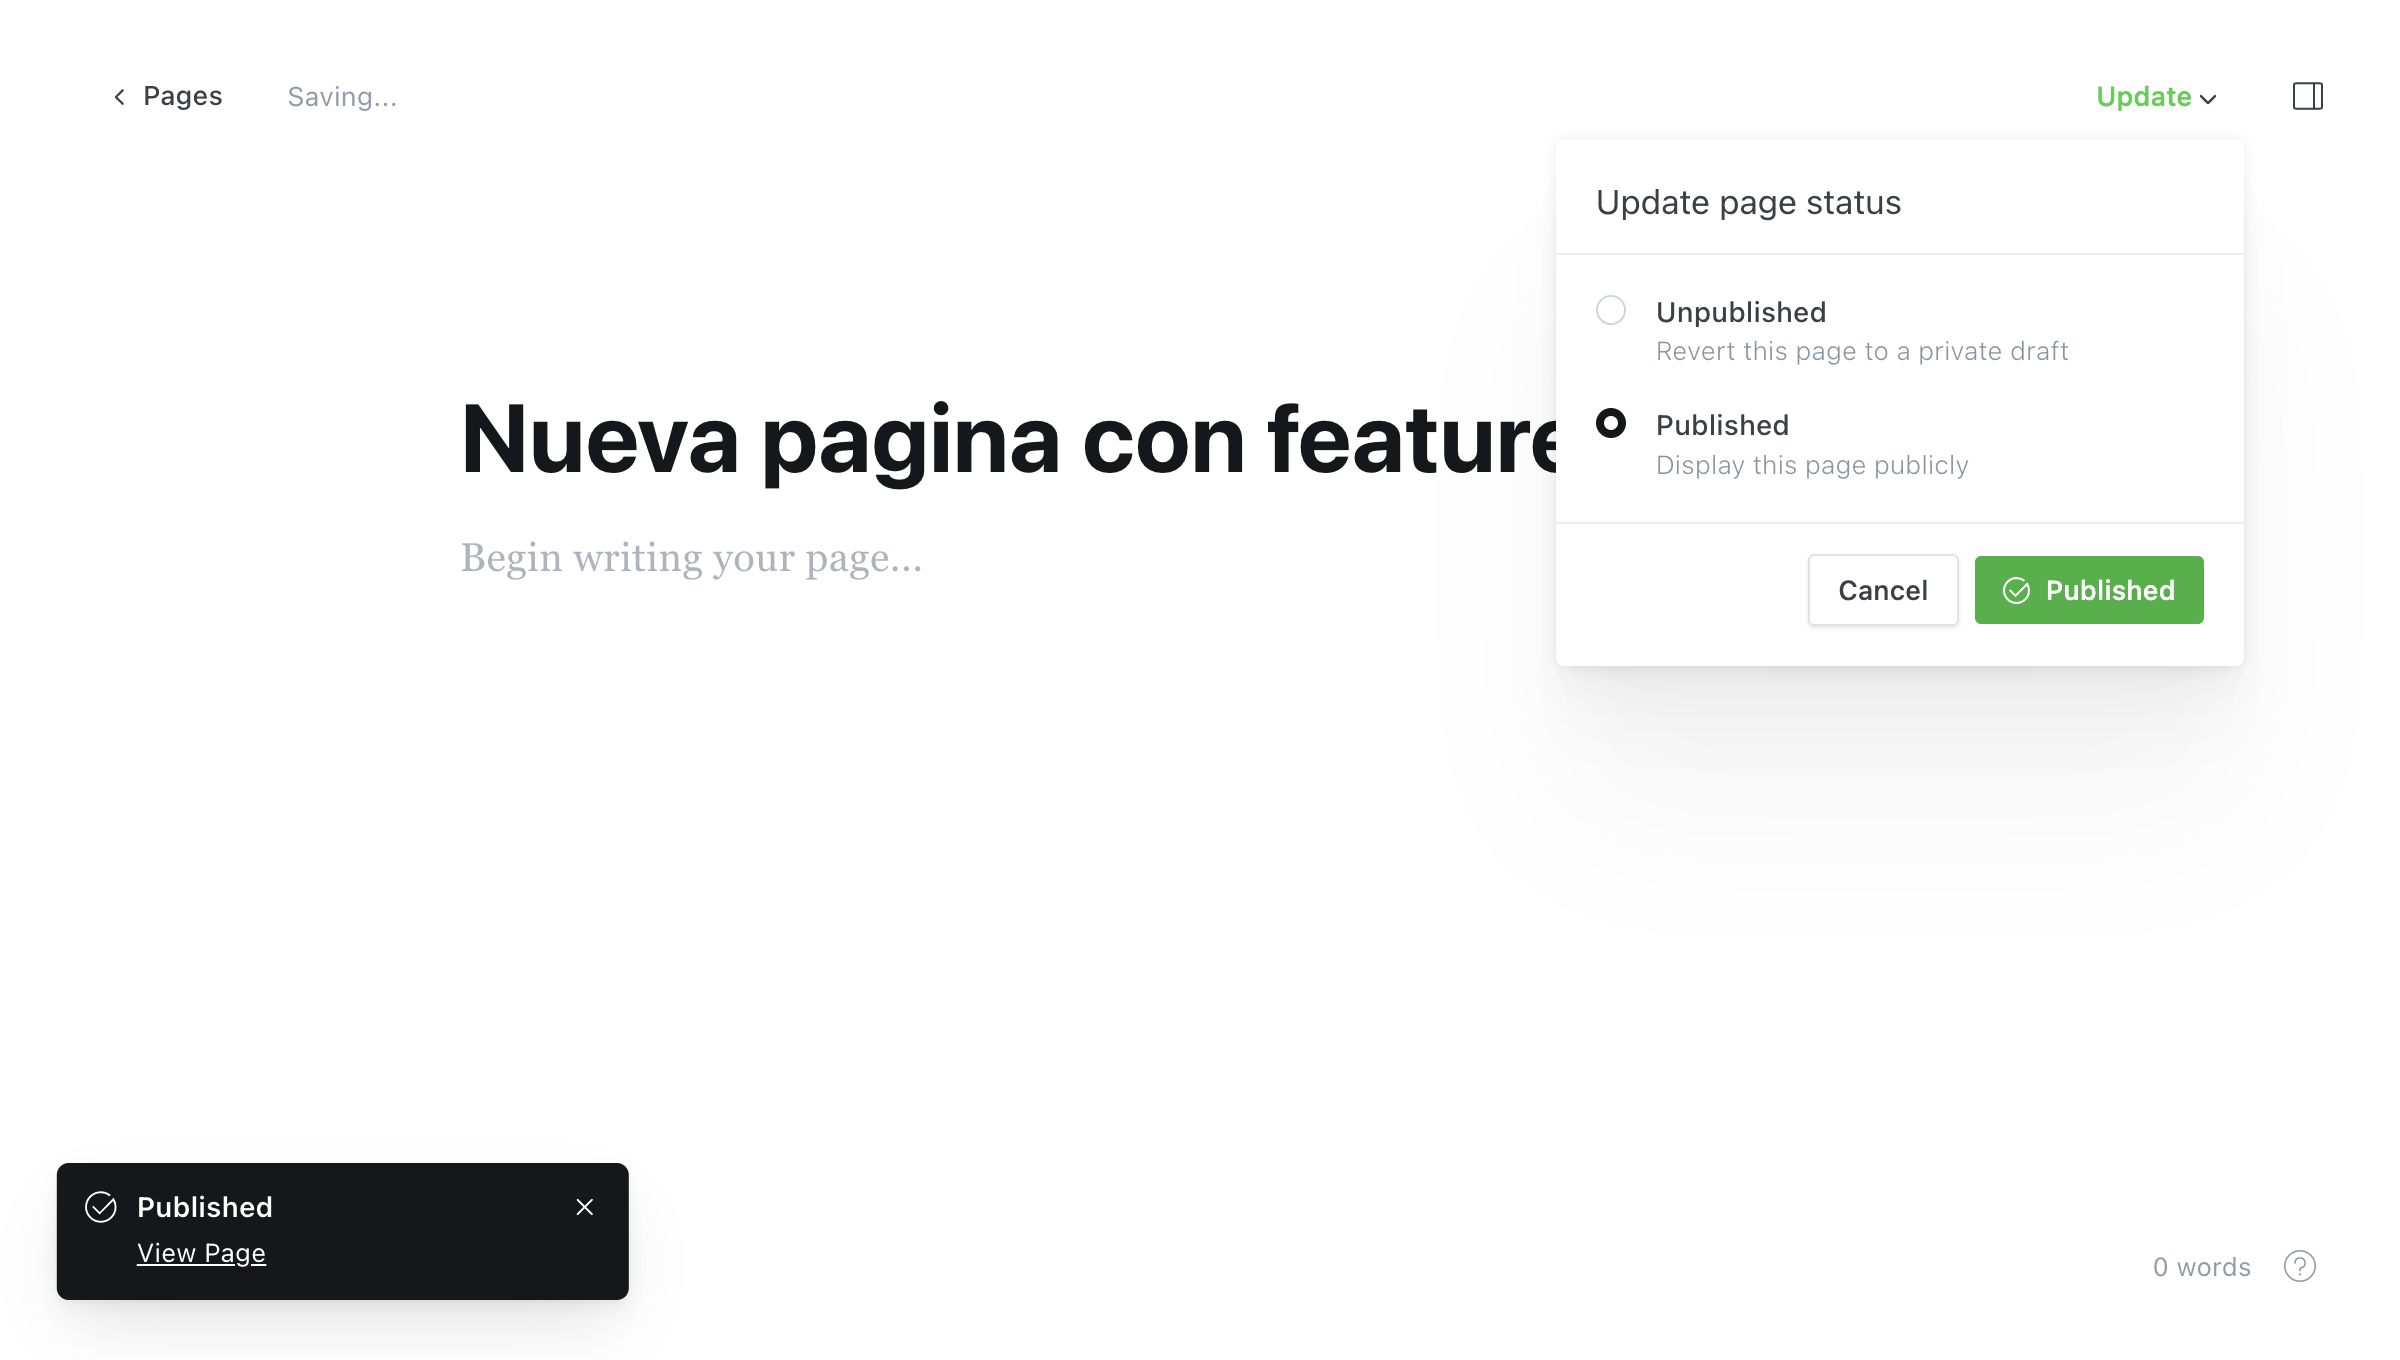 Pages
Saving...
Update
Update page status
Unpublished
Revert this page to a private draft
Published
Display this page publicly
Cancel
Published
Nueva pagina con feature
Begin writing your page...
Published
View Page
0 words
?